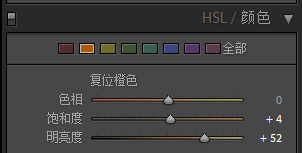 HSL / 颜色
全部
复位橙色
色相 0
饱和度 + 4
明亮度 + 52